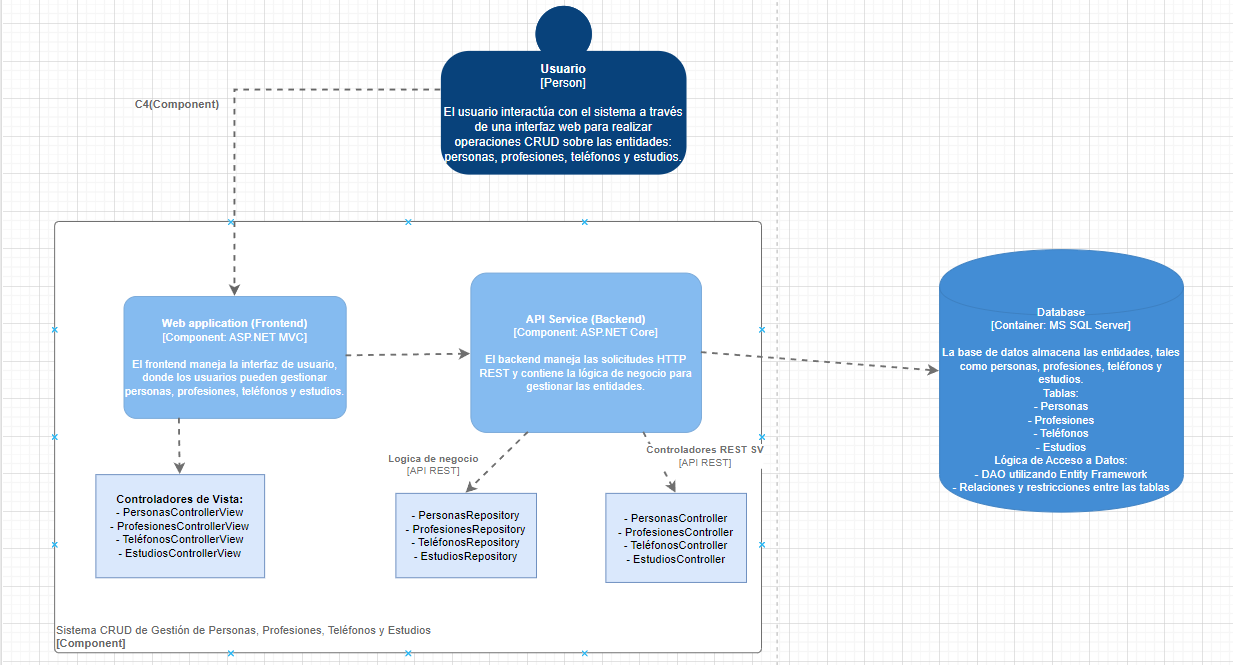 Usuario
[Person]
El usuario interactúa con el sistema a través
de una interfaz web para realizar
operaciones CRUD sobre las entidades:
personas, profesiones, teléfonos y estudios.
C4(Component)
Web application (Frontend)
[Component: ASP.NET MVC]
El frontend maneja la interfaz de usuario,
donde los usuarios pueden gestionar
personas, profesiones, teléfonos y estudios.
API Service (Backend)
[Component: ASP.NET Core]
El backend maneja las solicitudes HTTP
REST y contiene la lógica de negocio para
gestionar las entidades.
Database
[Container: MS SQL Server]
La base de datos almacena las entidades, tales
como personas, profesiones, teléfonos y
estudios.
Tablas:
- Personas
- Profesiones
- Teléfonos
- Estudios
Lógica de Acceso a Datos:
- DAO utilizando Entity Framework
- Relaciones y restricciones entre las tablas
Logica de negocio
[API REST]
Controladores REST SV
[API REST]
Controladores de Vista:
- PersonasControllerView
- ProfesionesControllerView
- TeléfonosControllerView
- EstudiosControllerView
- PersonasRepository
- ProfesionesRepository
- TeléfonosRepository
- EstudiosRepository
- PersonasController
- ProfesionesController
- TeléfonosController
- EstudiosController
Sistema CRUD de Gestión de Personas, Profesiones, Teléfonos y Estudios
[Component]